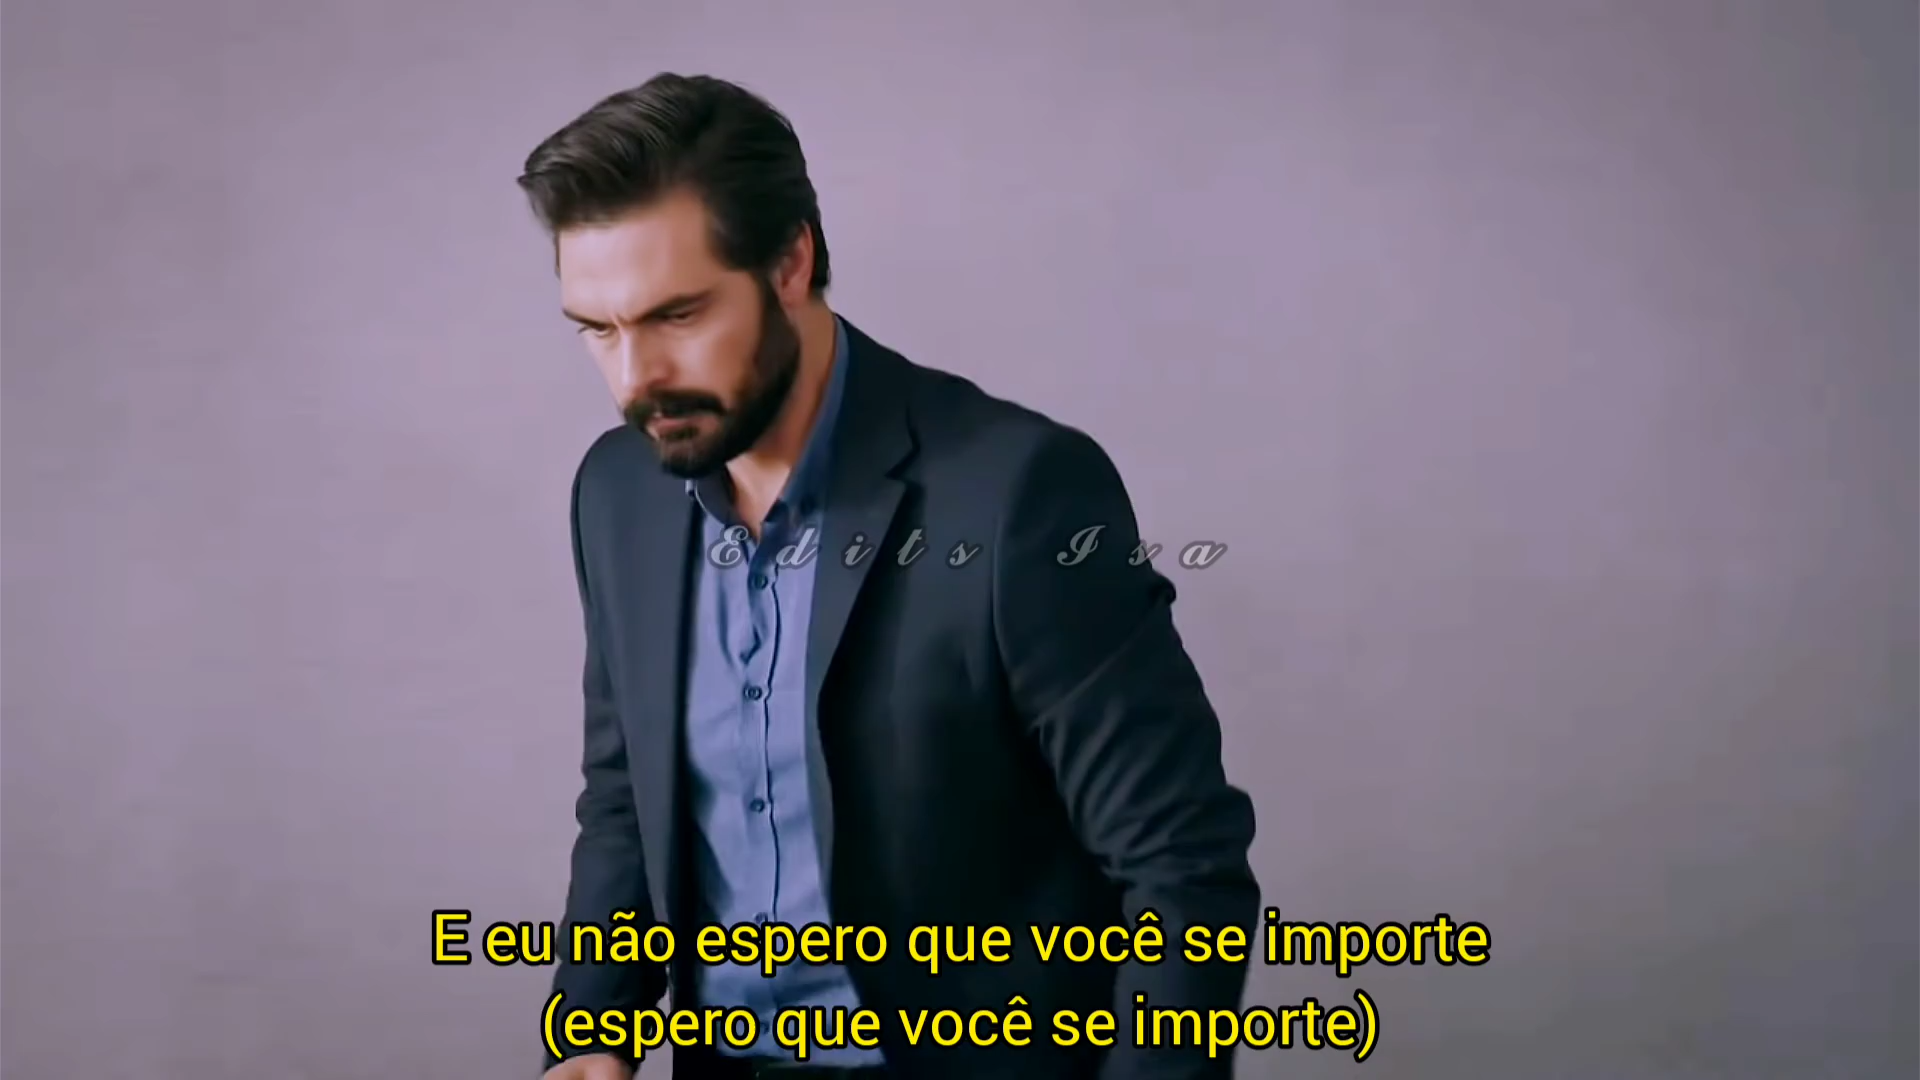 Edits Isa
E eu não espero que você se importe
(espero que você se importe)